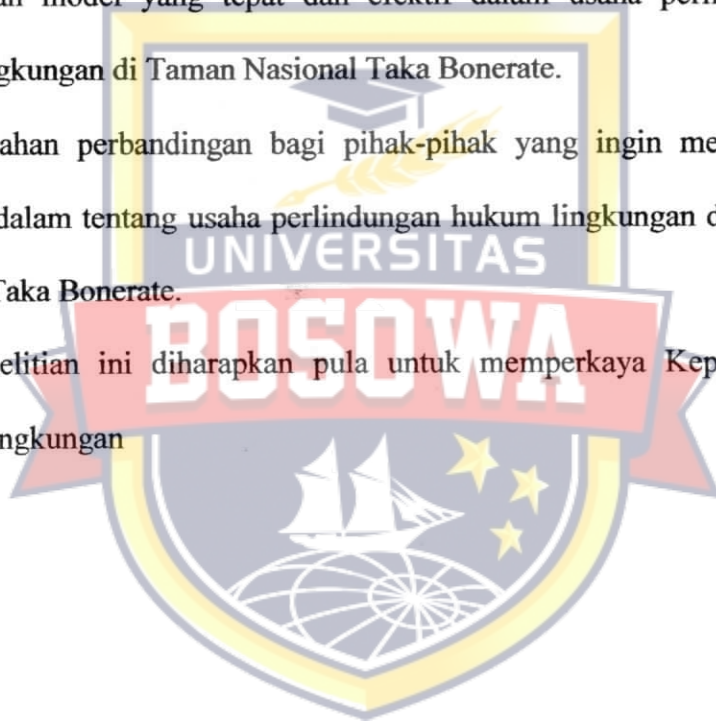 model yang tepat dan efektif dalam usaha
gkungan di Taman Nasional Taka Bonerate.
ahan perbandingan bagi pihak-pihak yang ingin me
dalam tentang usaha perlindungan hukum lingkungan d
UNIVERSITAS
Taka Bonerate.
BOSOWA
elitian ini diharapkan pula untuk memperkaya Kep
ngkungan